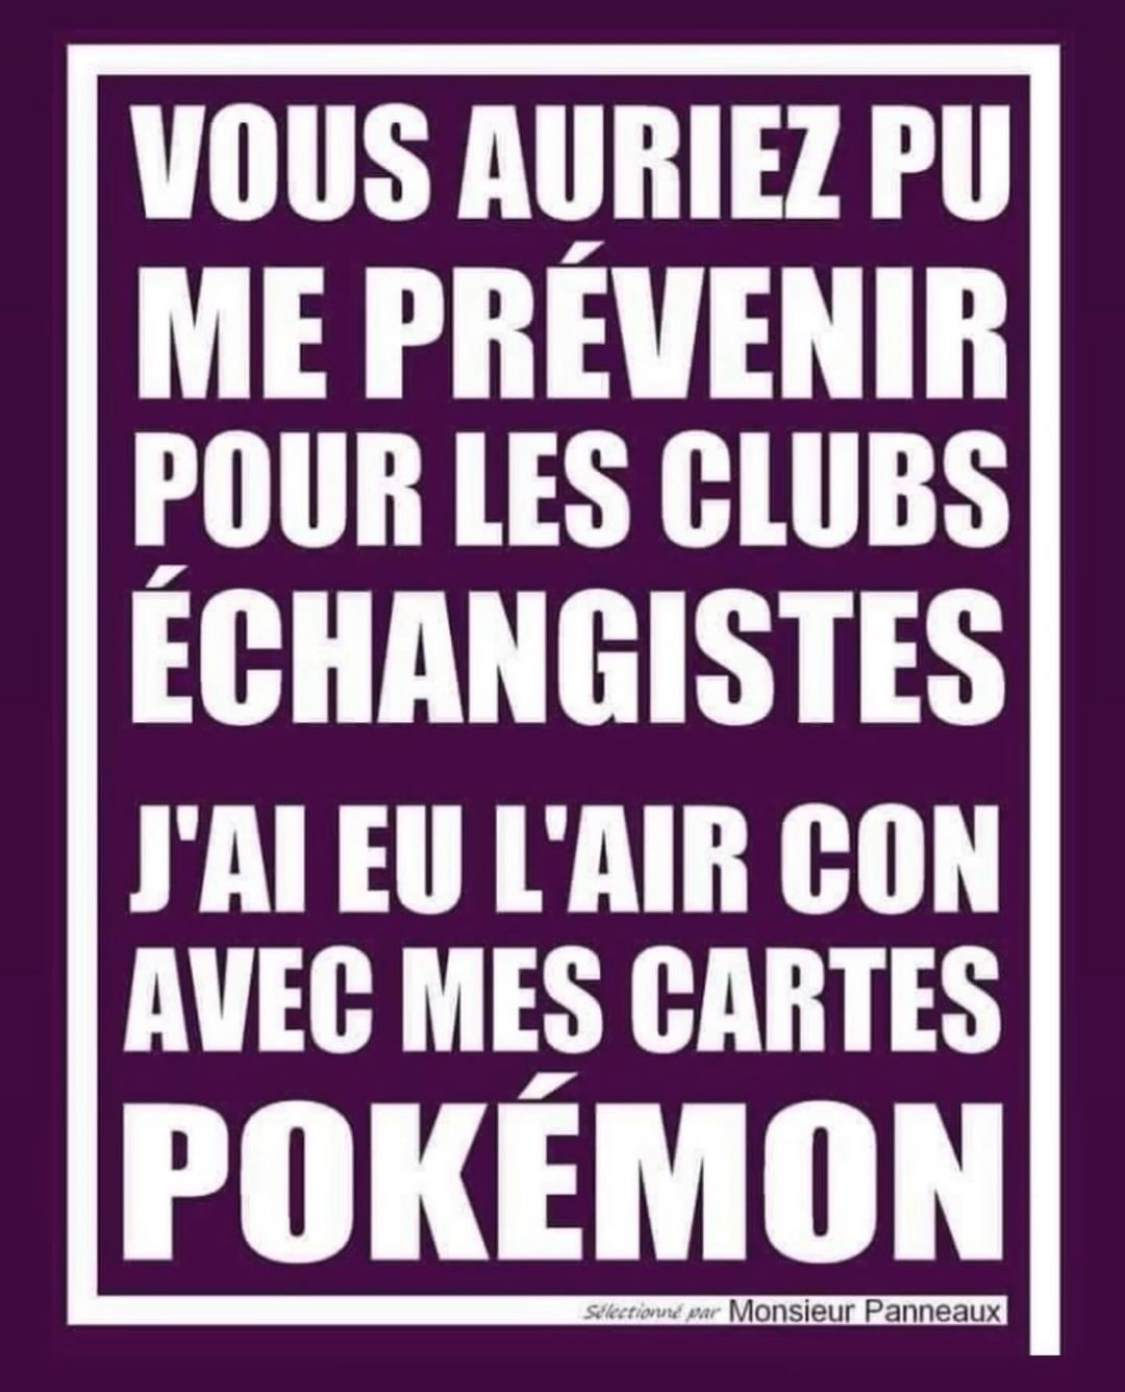 VOUS AURIEZ PU
ME PRÉVENIR
POUR LES CLUBS
ÉCHANGISTES
J'AI EU L'AIR CON
AVEC MES CARTES
POKÉMON
Sélectionné par Monsieur Panneaux